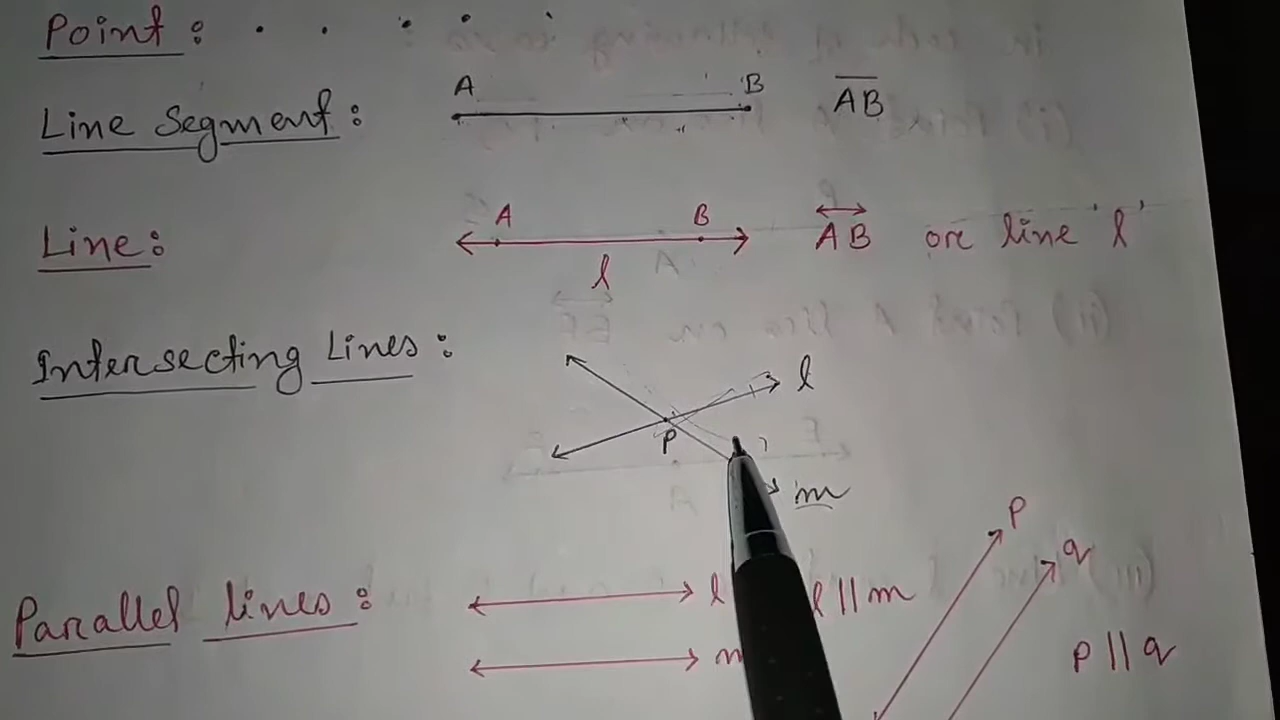 Point:
A B
Line Segment: AB
A B
Line: AB or line 'l'
l
Intersecting Lines:
l
P
m
P
q
Parallel lines: l l || m
m p || q